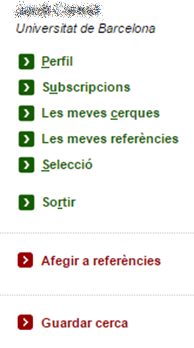 Universitat de Barcelona
Perfil
Subscripcions
Les meves cerques
Les meves referències
Selecció
Sortir
Afegir a referències
Guardar cerca